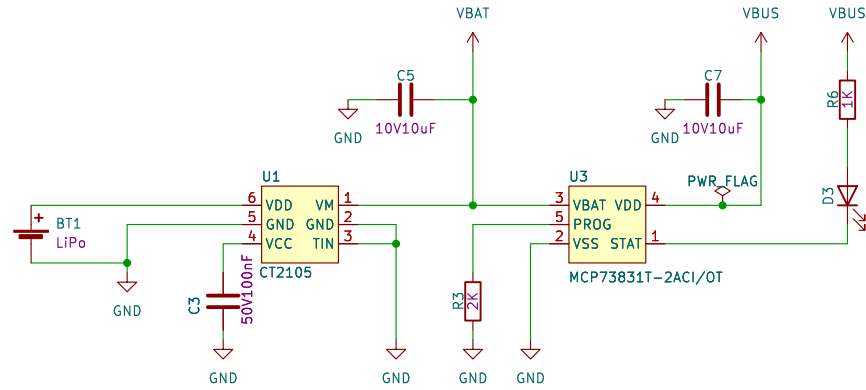 VBAT
VBUS
VBUS
C5
C7
R6
1K
10V10uF
10V10uF
GND
GND
U1
U3
PWR_FLAG
D3
6 VDD VM 1
3 VBAT VDD 4
5 GND GND 2
5 PROG
4 VCC TIN 3
2 VSS STAT 1
+
BT1
LiPo
CT2105
MCP73831T-2ACI/OT
C3
50V100nF
R3
2K
GND
GND
GND
GND
GND